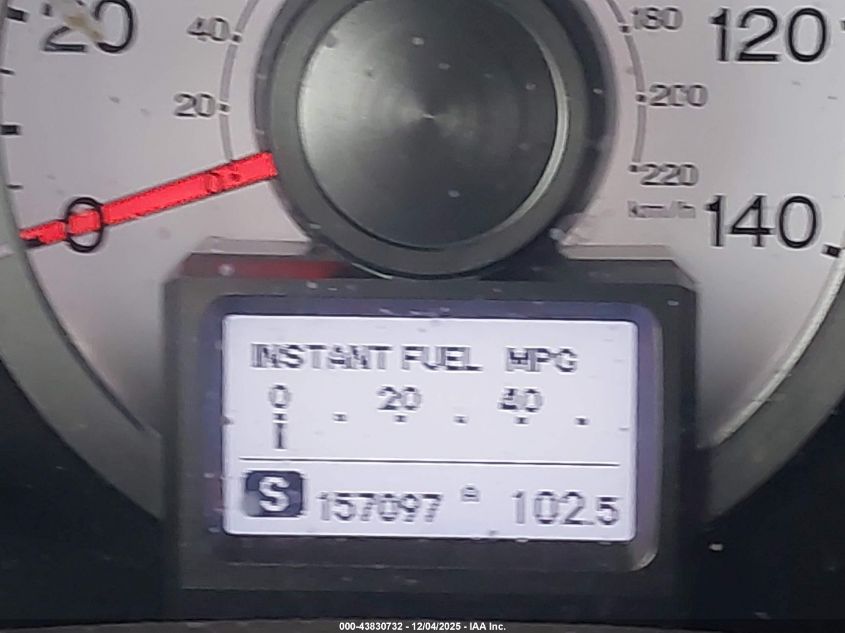 20 40 180 120
20 200
0 220
0 km/h 140
INSTANT FUEL MPG
0 20 40
S 157097 A 102.5
000-43830732 - 12/04/2025 - IAA Inc.